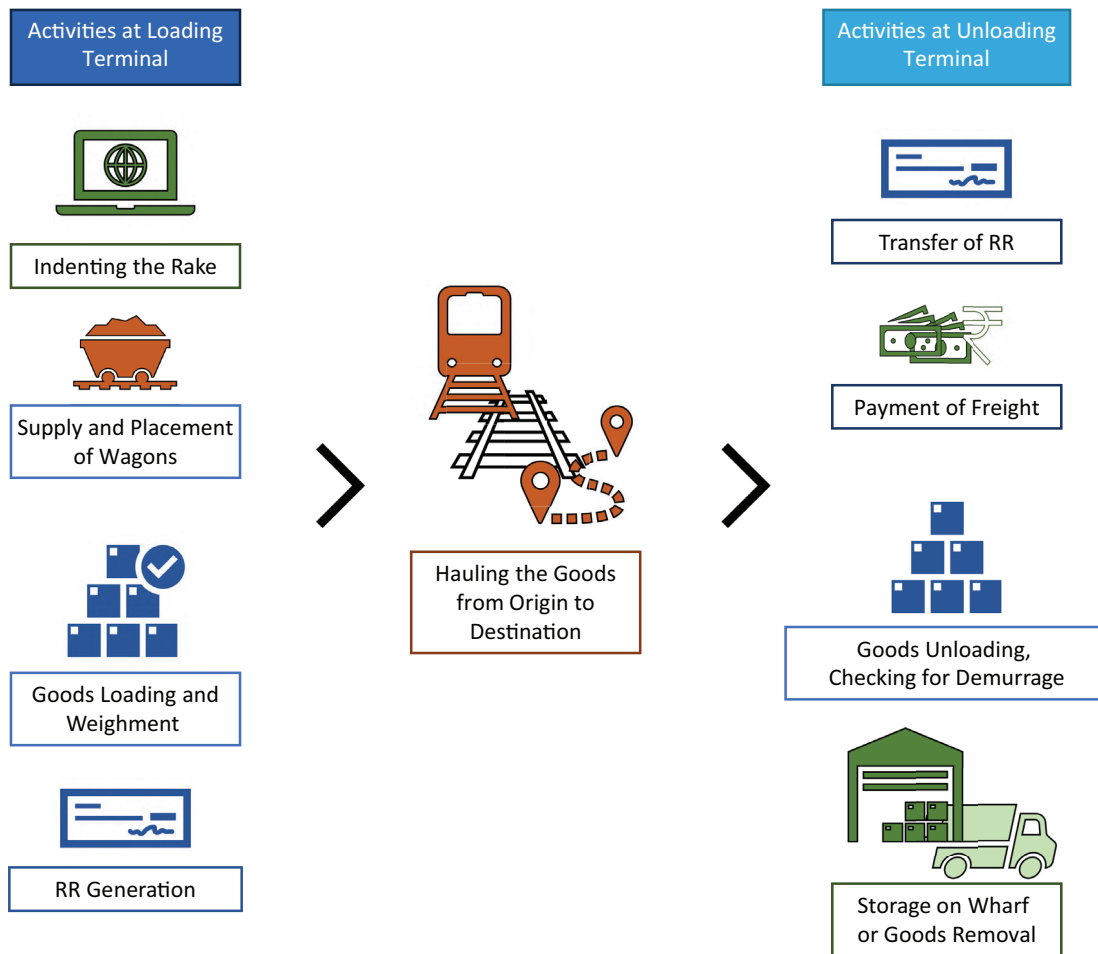 Activities at Loading
Terminal
Indenting the Rake
Supply and Placement
of Wagons
Goods Loading and
Weighment
RR Generation
Hauling the Goods
from Origin to
Destination
Activities at Unloading
Terminal
Transfer of RR
Payment of Freight
Goods Unloading,
Checking for Demurrage
Storage on Wharf
or Goods Removal